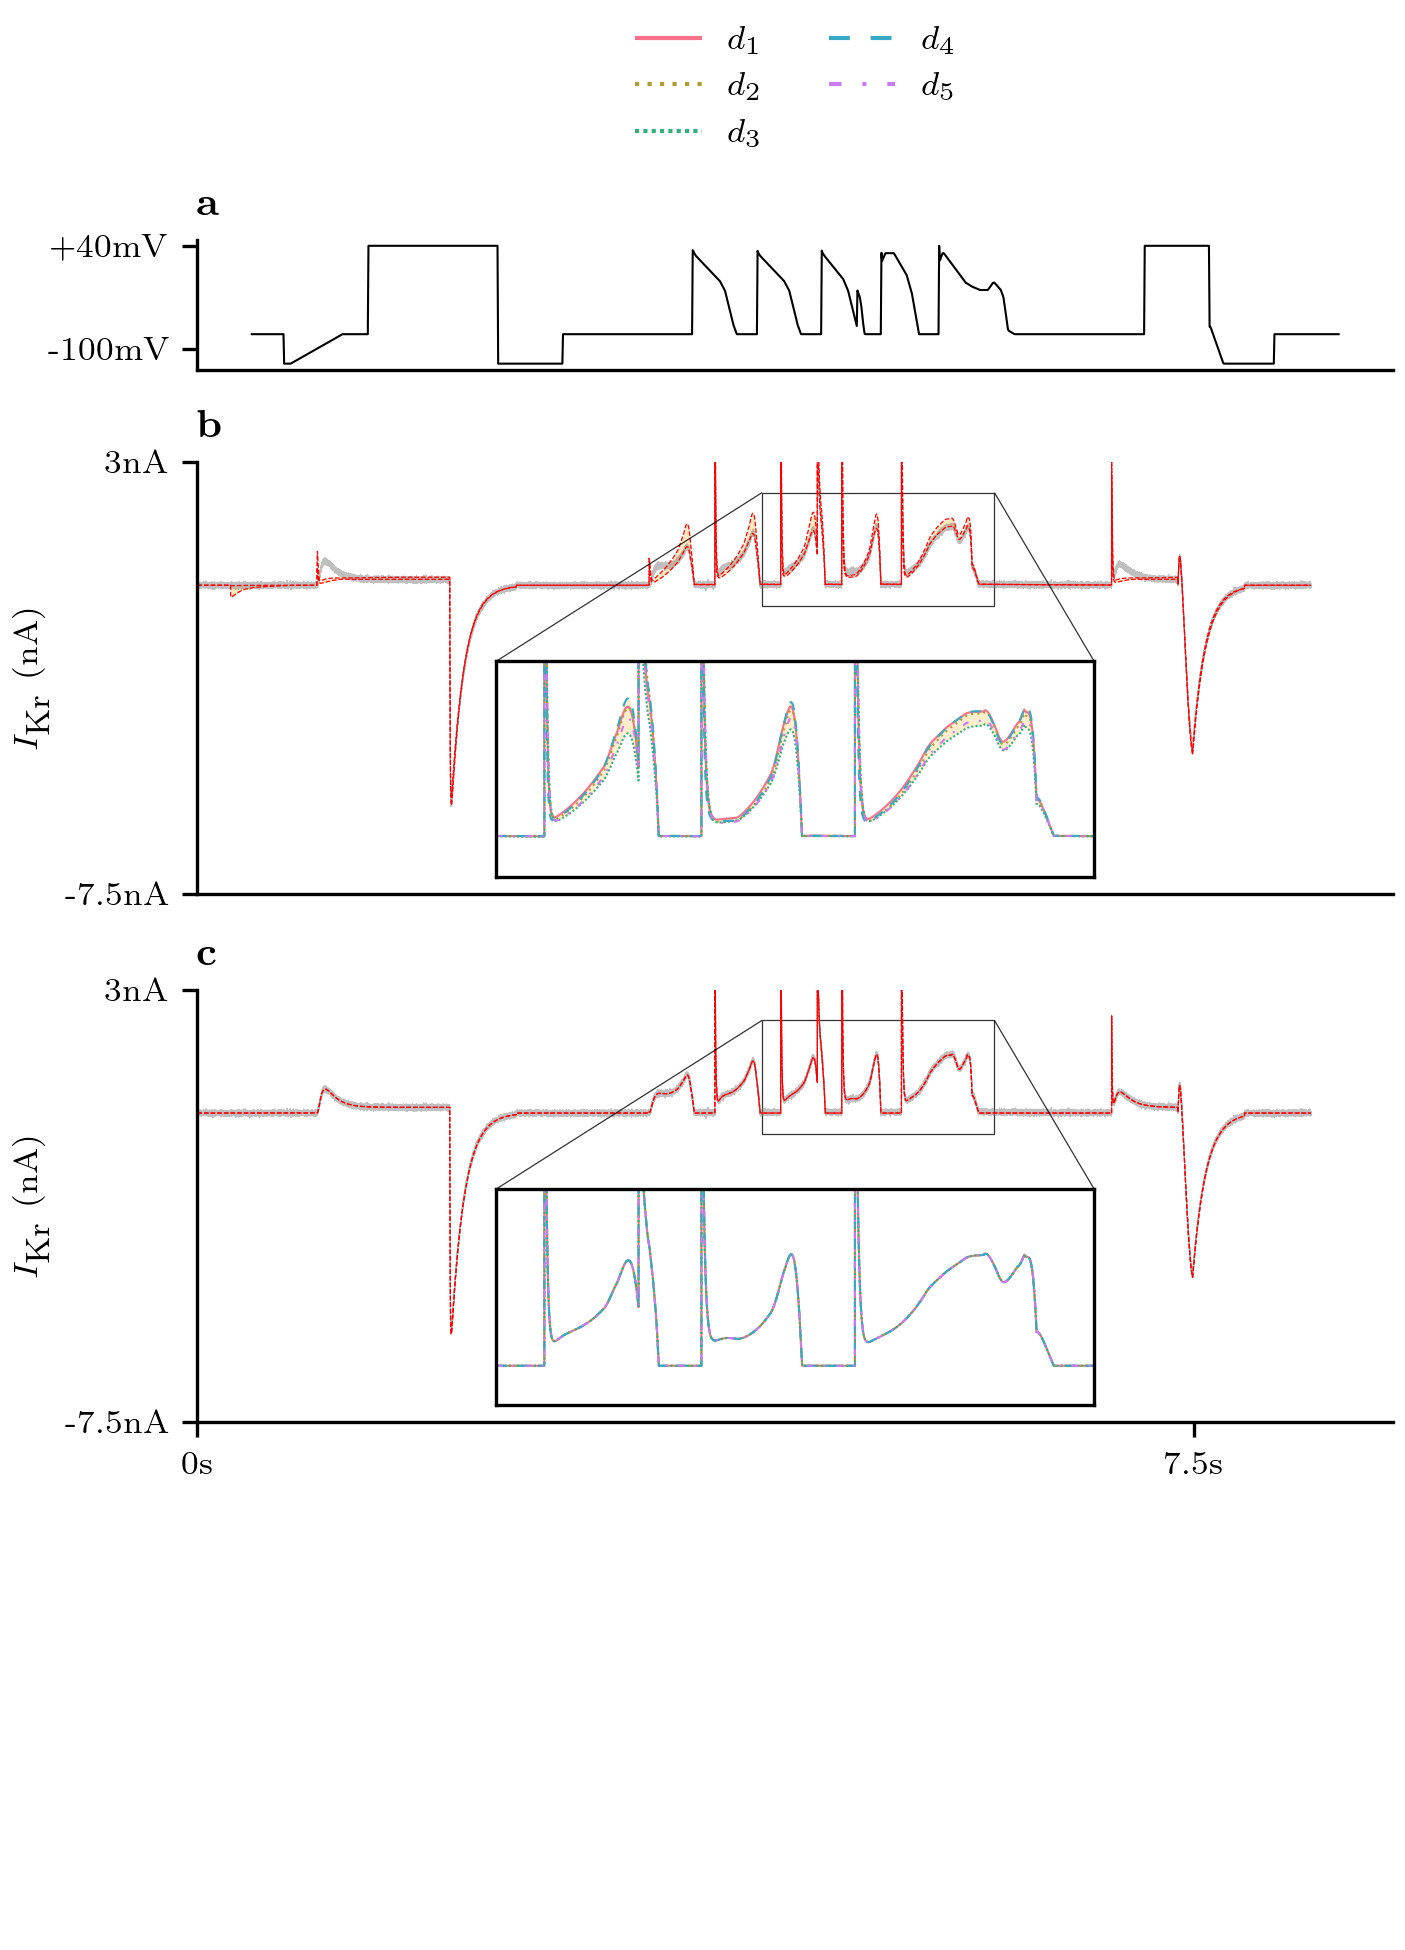 d1 d4
d2 d5
d3
a
+40mV
-100mV
b
3nA
IKr (nA)
-7.5nA
c
3nA
IKr (nA)
-7.5nA
0s 7.5s